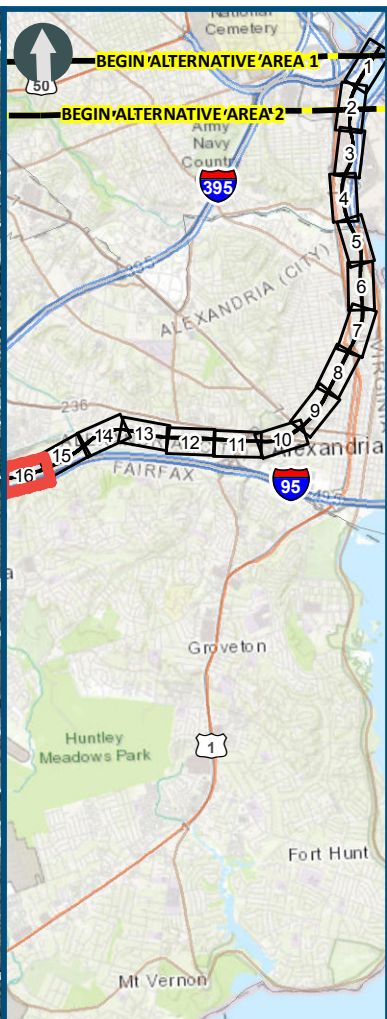 National
Cemetery
50
BEGIN ALTERNATIVE AREA 1
1
BEGIN ALTERNATIVE AREA 2
2
Army
Navy
Country
3
395
4
5
ALEXANDRIA (CITY)
395
6
7
8
236
9
14
13
12
11
10
Alexandria
16
15
FAIRFAX
95
495
a
Groveton
Huntley
Meadows Park
1
Fort Hunt
Mt Vernon